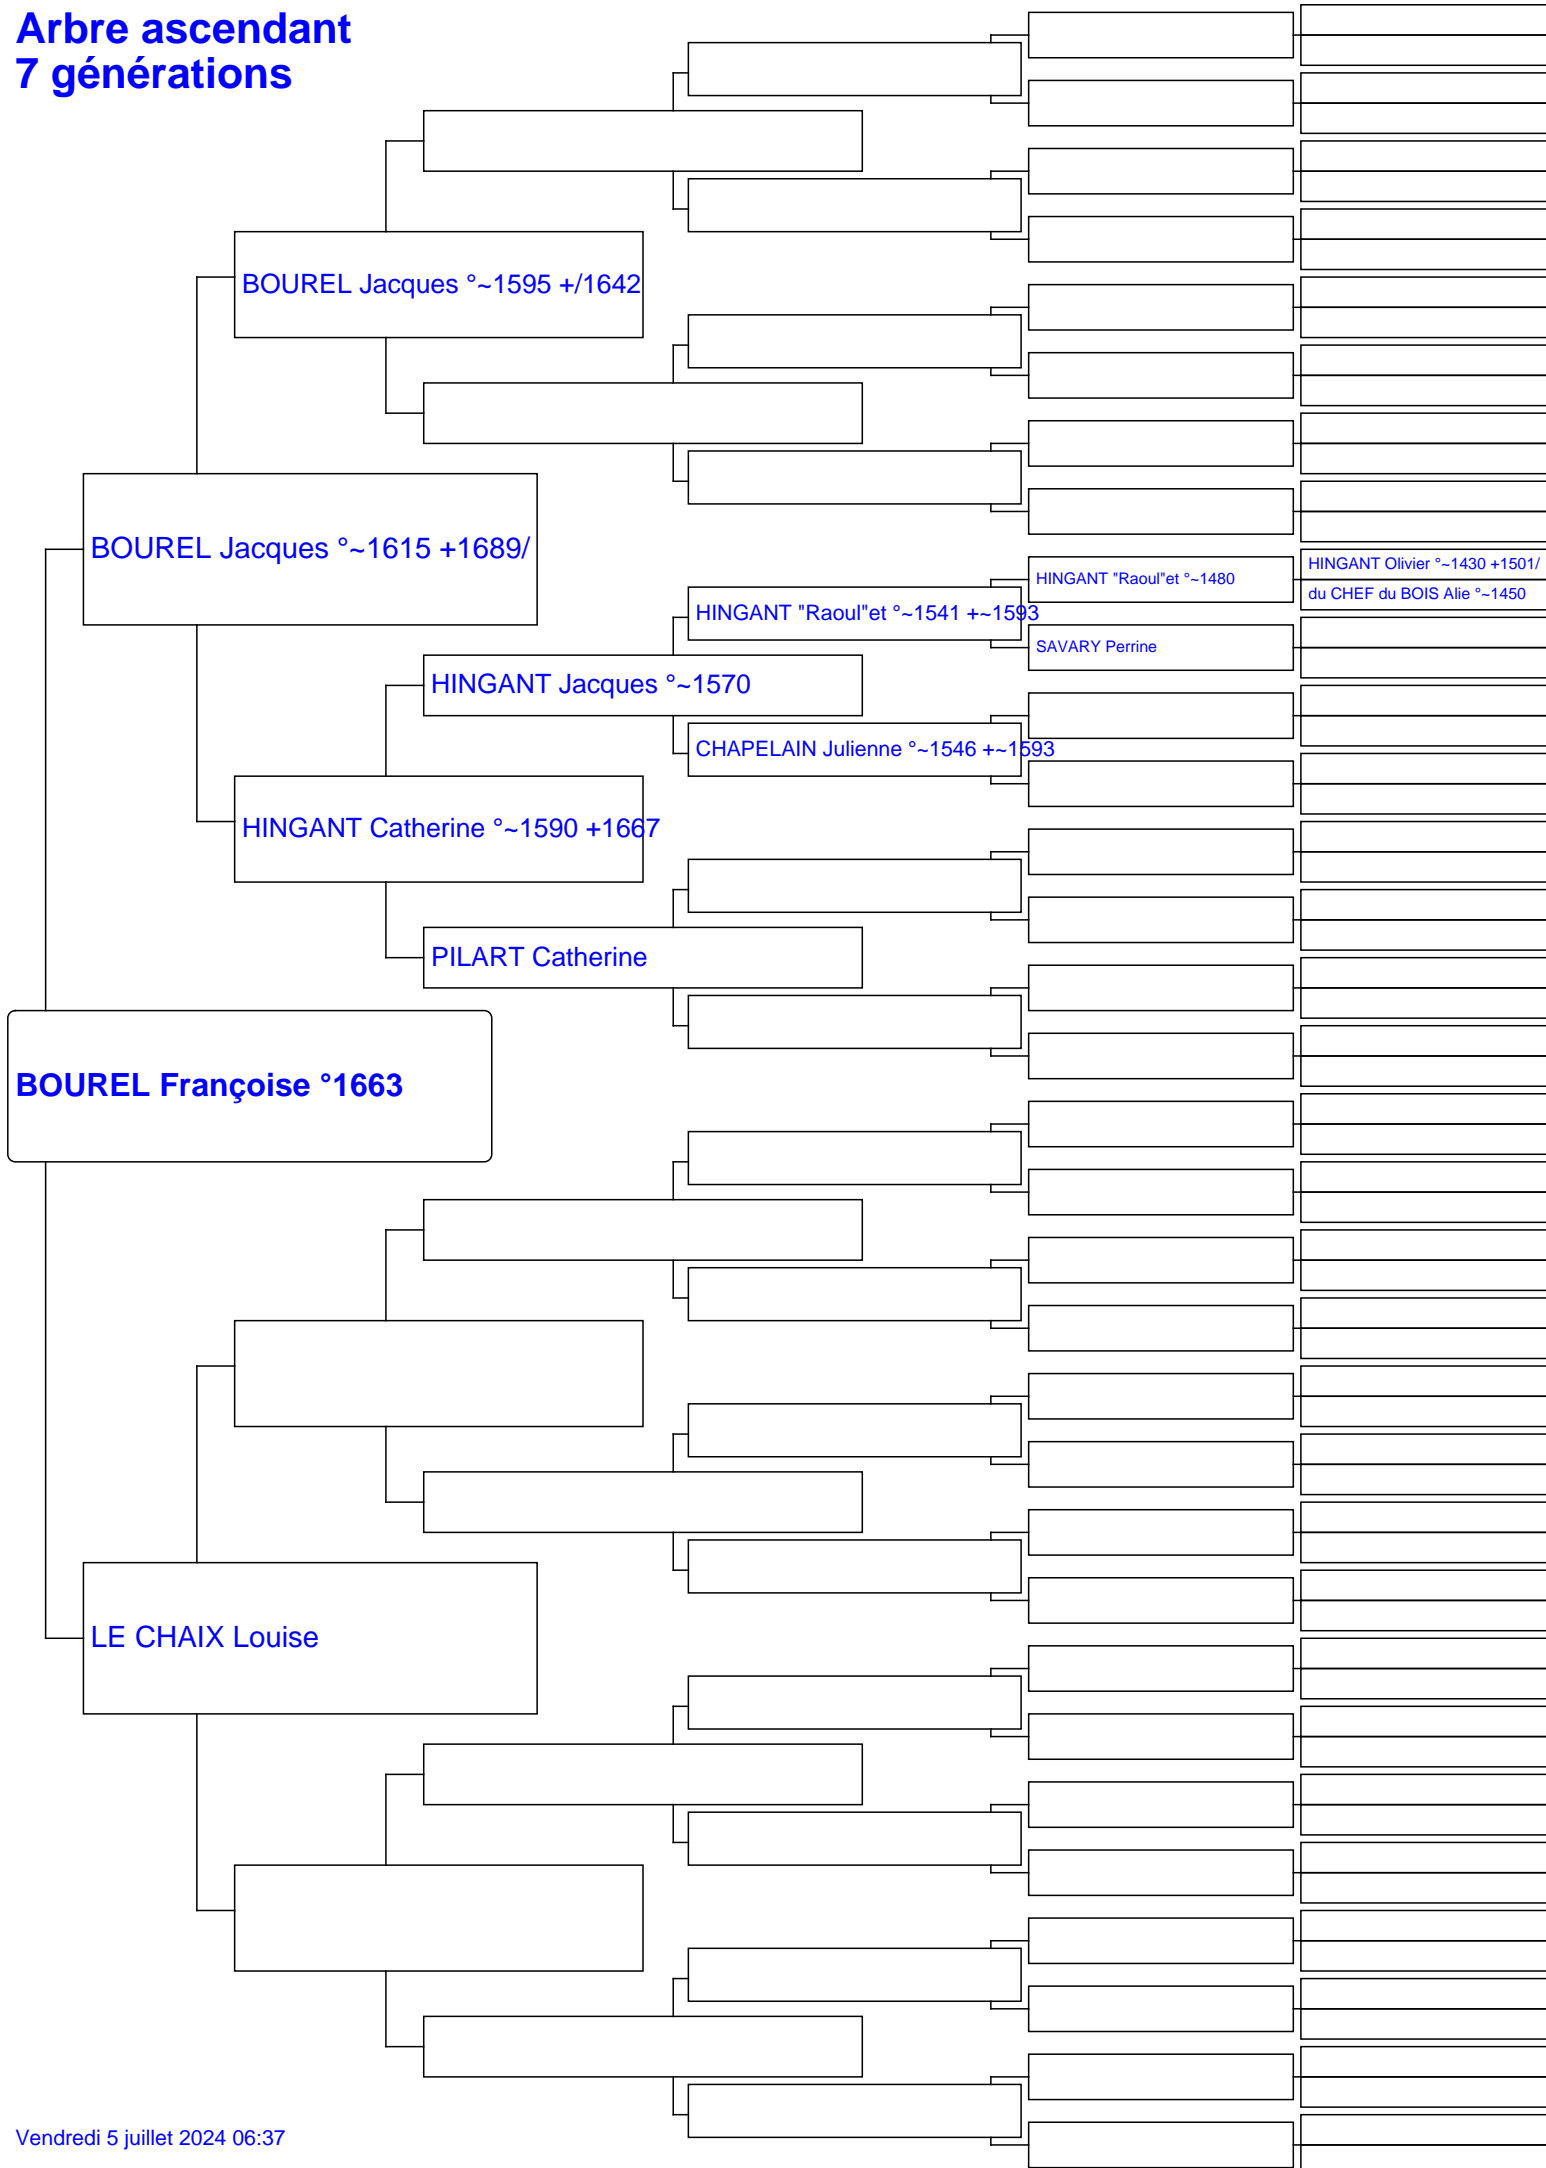 Arbre ascendant
7 générations
BOUREL Jacques °~1595 +/1642
BOUREL Jacques °~1615 +1689/
HINGANT "Raoul"et °~1480
HINGANT Olivier °~1430 +1501/
du CHEF du BOIS Alie °~1450
HINGANT "Raoul"et °~1541 +~1593
SAVARY Perrine
HINGANT Jacques °~1570
CHAPELAIN Julienne °~1546 +~1593
HINGANT Catherine °~1590 +1667
PILART Catherine
BOUREL Françoise °1663
LE CHAIX Louise
Vendredi 5 juillet 2024 06:37